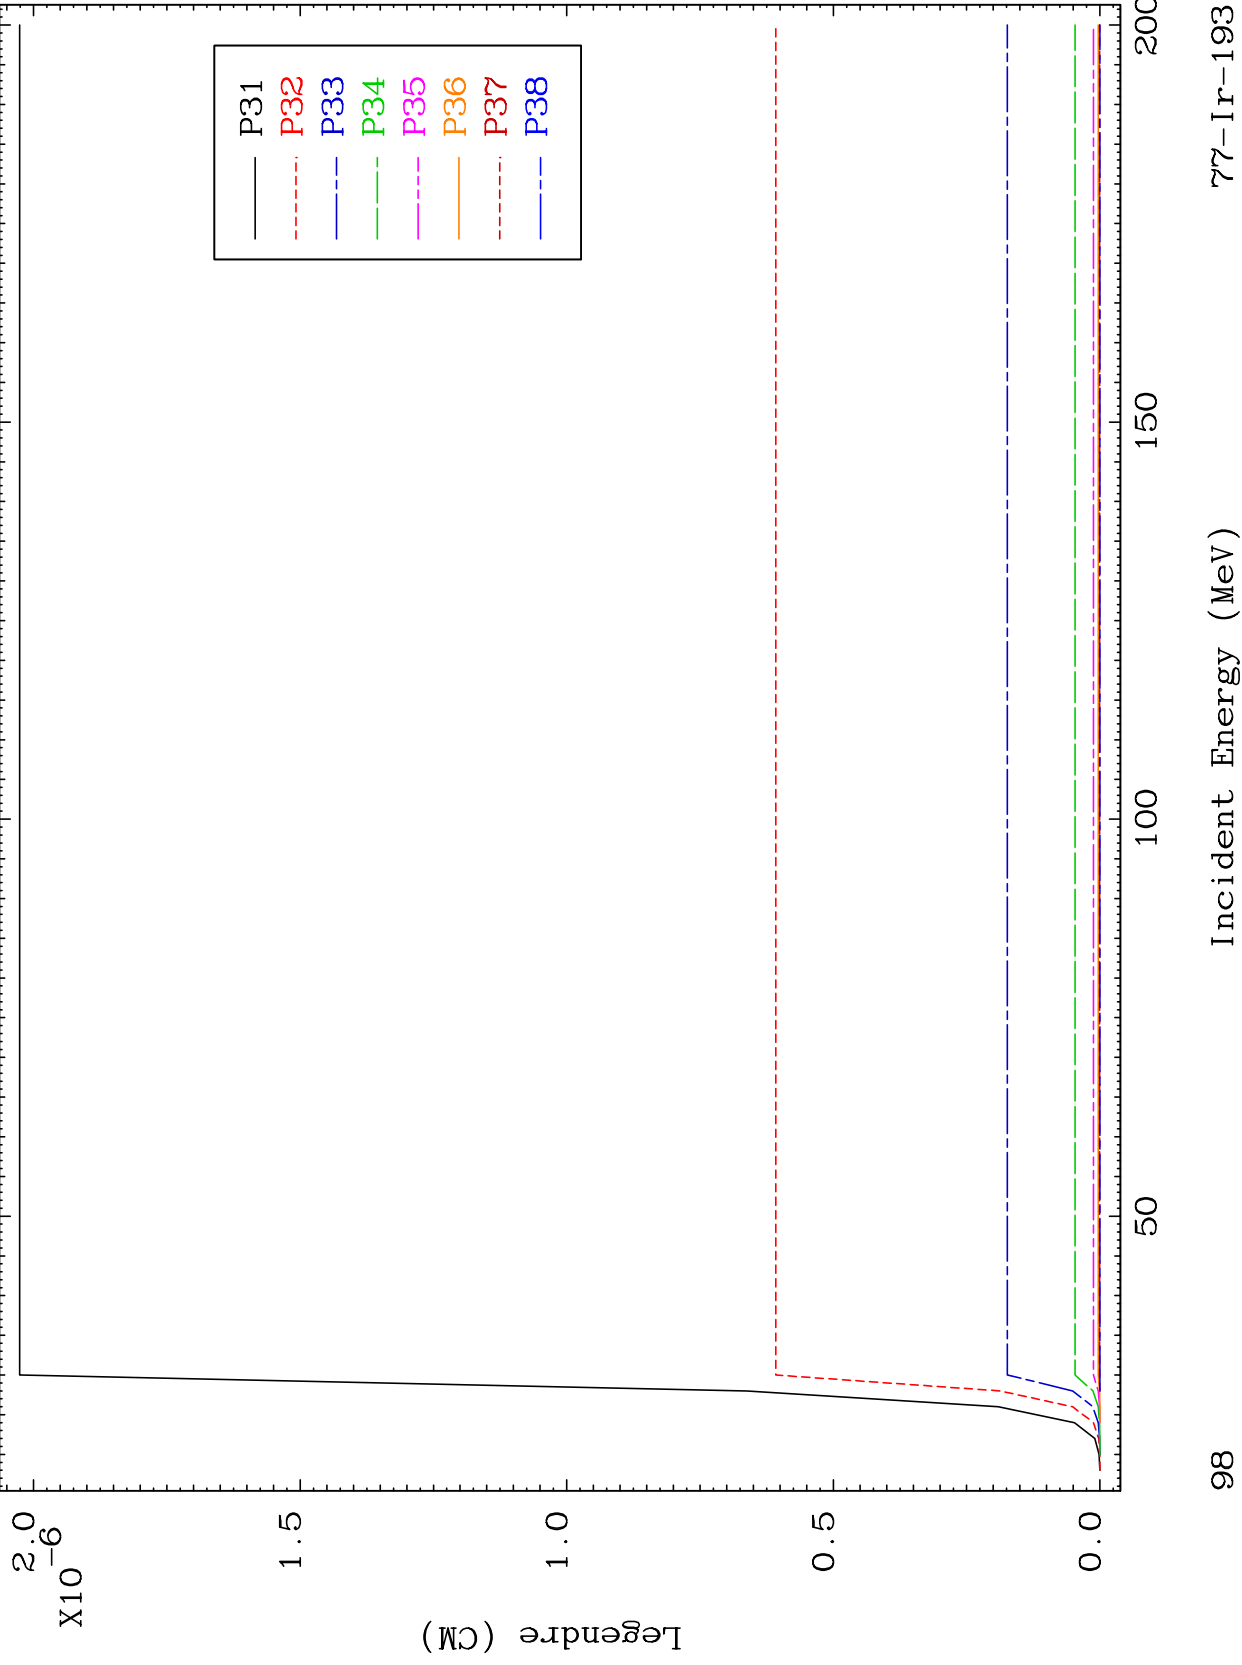 2.0
X10-6
1.5
1.0
0.5
0.0
Legendre (CM)
P31
P32
P33
P34
P35
P36
P37
P38
50
100
150
200
98
Incident Energy (MeV)
77-Ir-193